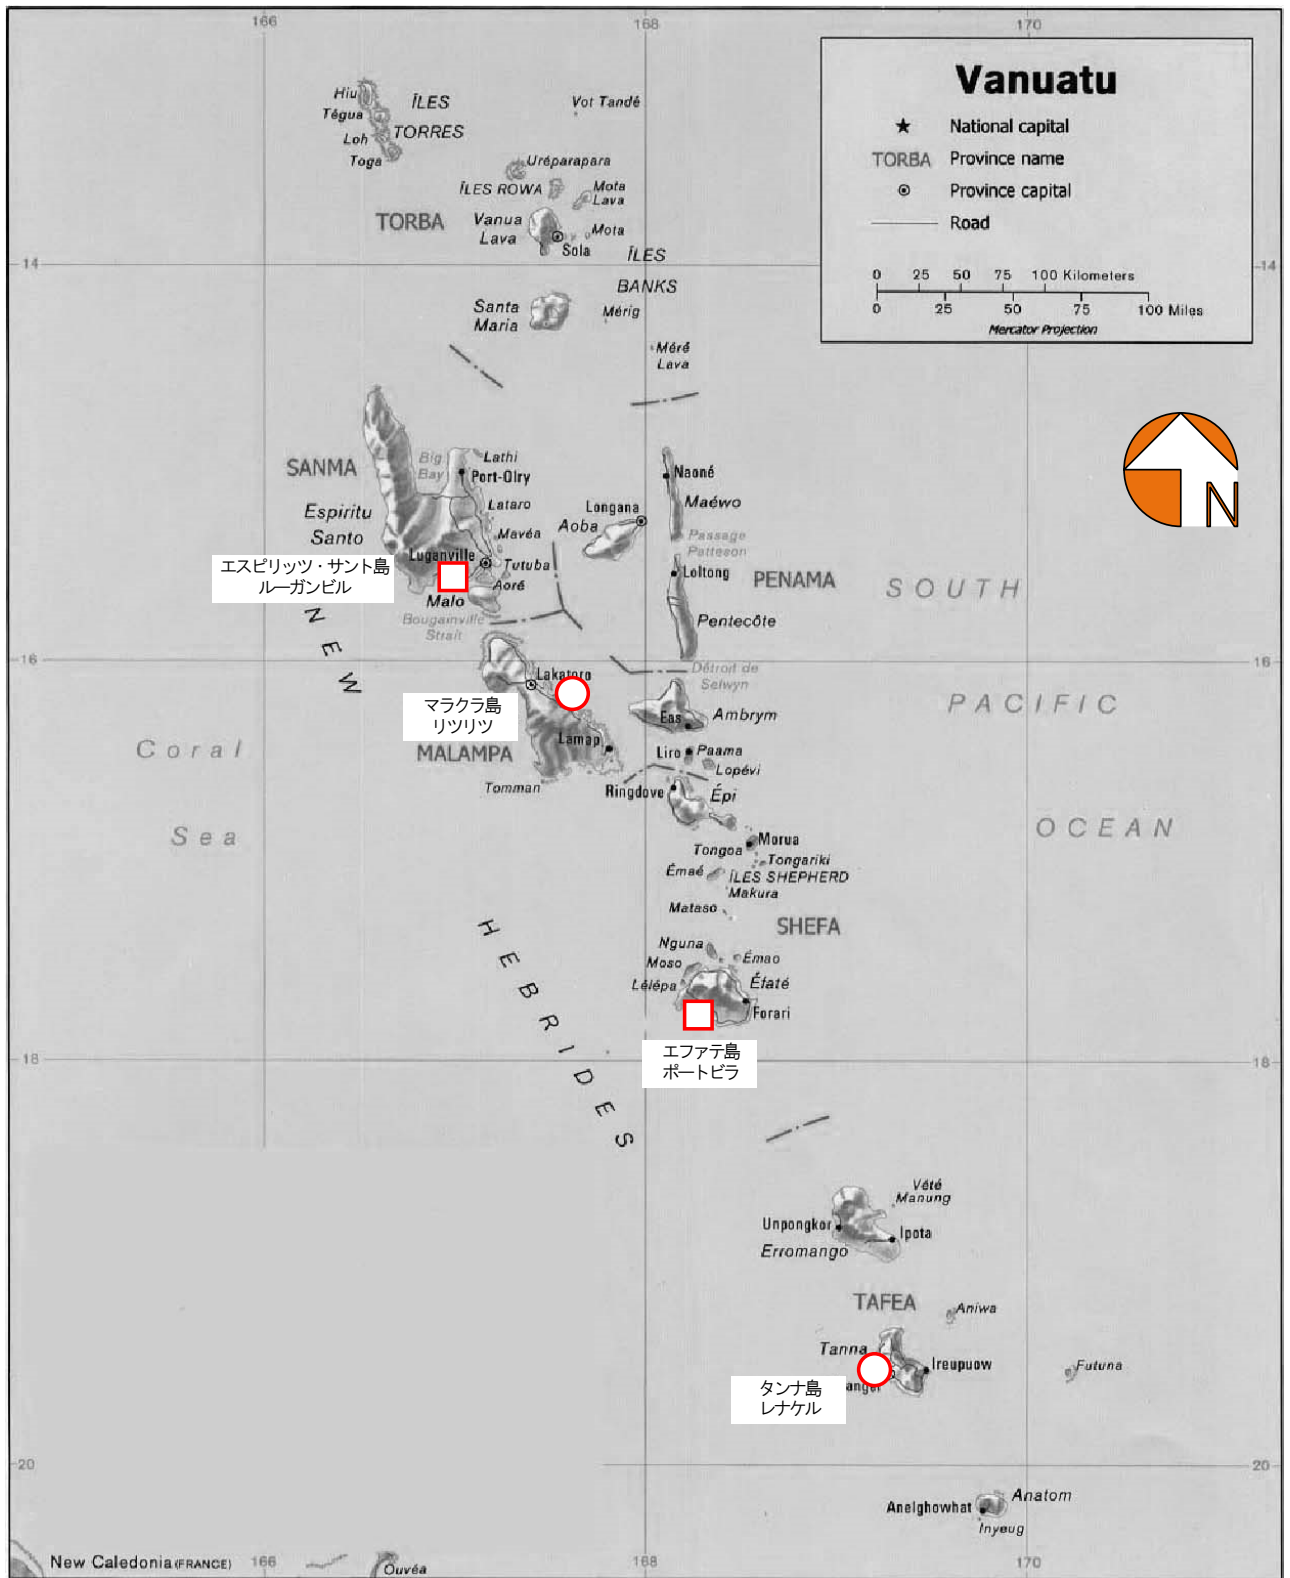 166
168
170
Vanuatu
National capital
TORBA Province name
Province capital
Road
0 25 50 75 100 Kilometers
0 25 50 75 100 Miles
Mercator Projection
Hiu
Tégua
Loh
Toga
ÎLES
TORRES
Vot Tandé
Uréparapara
ÎLES ROWA
Mota
Lava
TORBA
Vanua
Lava
Mota
Sola
ÎLES
BANKS
14
14
Santa
Maria
Mérig
Méré
Lava
N
SANMA
Big
Bay
Lathi
Port-Olry
Espiritu
Santo
Lataro
Mavéa
Luganville
Tutuba
Aoré
Malo
Bougainville
Strait
エスピリッツ・サント島
ルーガンビル
Longana
Aoba
Naoné
Maéwo
Passage
Patteson
Loltong
PENAMA
Pentecôte
SOUTH
PACIFIC
OCEAN
NEW
HEBRIDES
16
16
Détroit de
Selwyn
Lakatoro
マラクラ島
リツリツ
MALAMPA
Lamap
Tomman
Eas
Ambrym
Liro
Paama
Lopévi
Ringdove
Épi
Coral
Sea
Morua
Tongoa
Tongariki
Émaé
ÎLES SHEPHERD
Makura
Mataso
SHEFA
Nguna
Moso
Émao
Lélépa
Éfaté
Forari
エファテ島
ポートビラ
18
18
Vété
Manung
Unpongkor
Ipota
Erromango
TAFEA
Aniwa
Tanna
Ireupuow
Futuna
タンナ島
レナケル
20
20
Anelghowhat
Anatom
Inyeug
New Caledonia (FRANCE)
166
Ouvéa
168
170